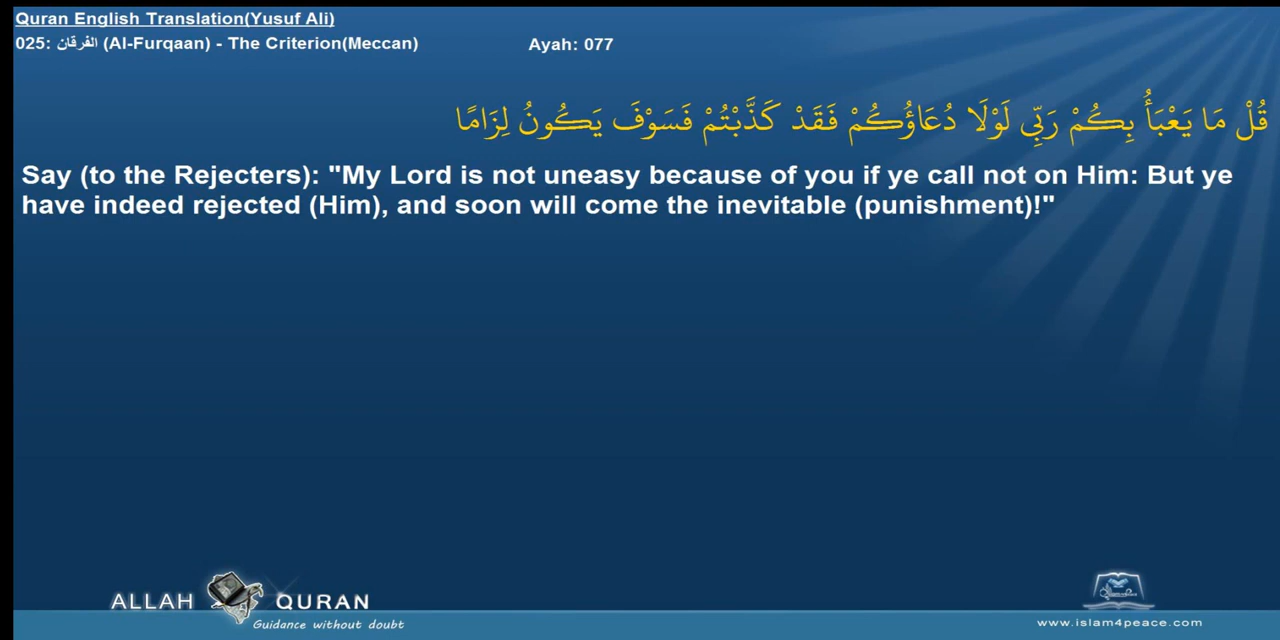 Quran English Translation(Yusuf Ali)
025: الفرقان (Al-Furqaan) - The Criterion(Meccan) Ayah: 077
قُلْ مَا يَعْبَأُ بِكُمْ رَبِّي لَوْلَا دُعَاؤُكُمْ فَقَدْ كَذَّبْتُمْ فَسَوْفَ يَكُونُ لِزَامًا
Say (to the Rejecters): "My Lord is not uneasy because of you if ye call not on Him: But ye
have indeed rejected (Him), and soon will come the inevitable (punishment)!"
ALLAH QURAN
Guidance without doubt
www.islam4peace.com